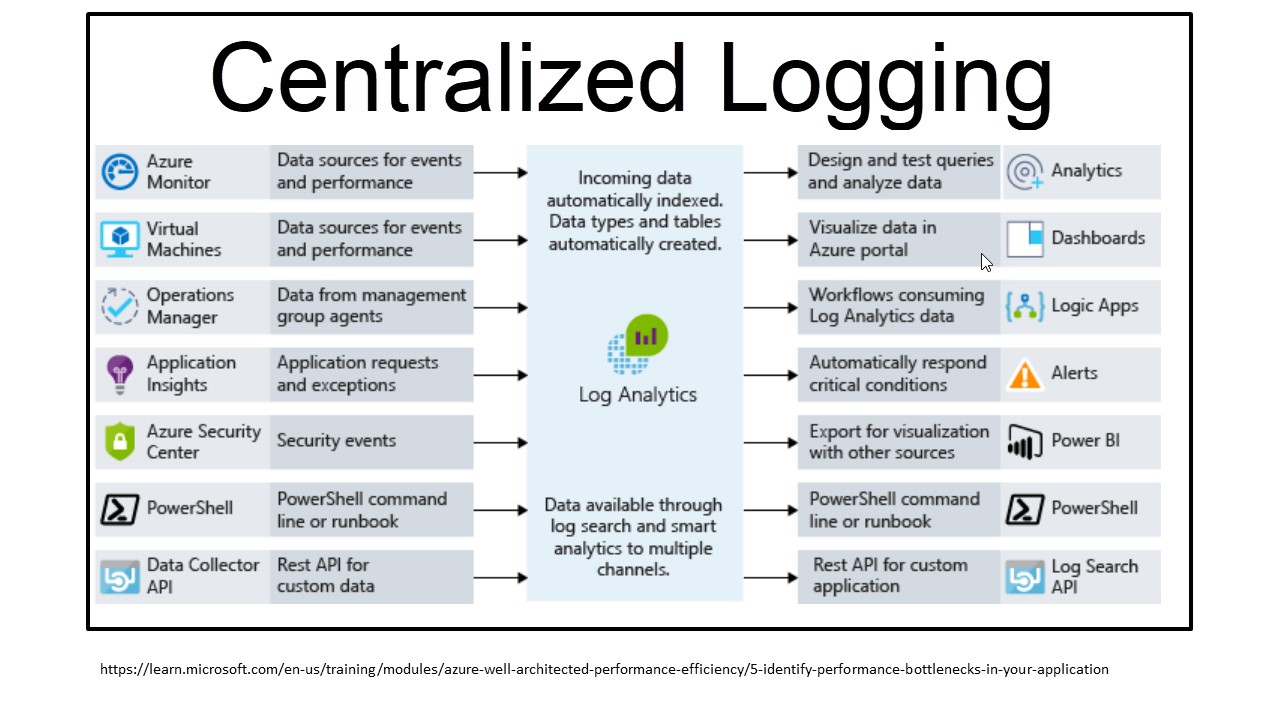 Centralized Logging
Azure
Monitor
Data sources for events
and performance
Virtual
Machines
Data sources for events
and performance
Operations
Manager
Data from management
group agents
Application
Insights
Application requests
and exceptions
Azure Security
Center
Security events
PowerShell
PowerShell command
line or runbook
Data Collector
API
Rest API for
custom data
Incoming data
automatically indexed.
Data types and tables
automatically created.
Log Analytics
Data available through
log search and smart
analytics to multiple
channels.
Design and test queries
and analyze data
Analytics
Visualize data in
Azure portal
Dashboards
Workflows consuming
Log Analytics data
Logic Apps
Automatically respond
critical conditions
Alerts
Export for visualization
with other sources
Power BI
PowerShell command
line or runbook
PowerShell
Rest API for custom
application
Log Search
API
https://learn.microsoft.com/en-us/training/modules/azure-well-architected-performance-efficiency/5-identify-performance-bottlenecks-in-your-application